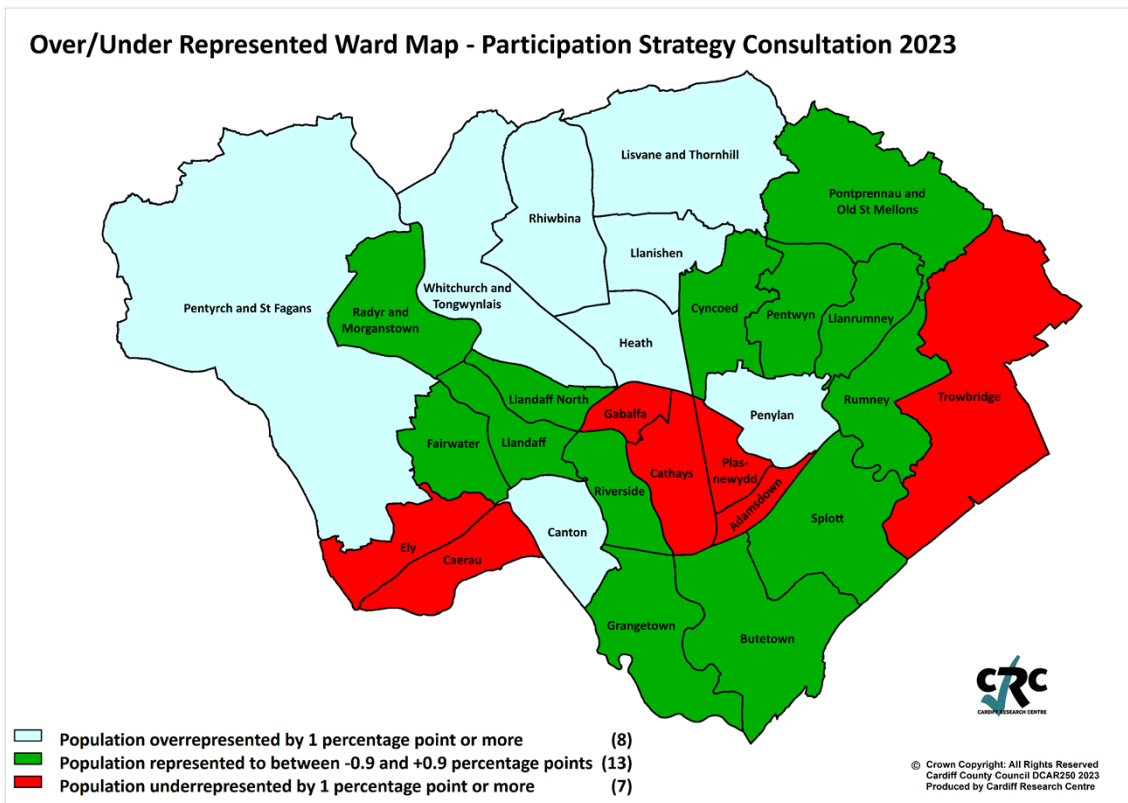 Over/Under Represented Ward Map - Participation Strategy Consultation 2023
Lisvane and Thornhill
Pontprennau and
Old St Mellons
Rhiwbina
Llanishen
Whitchurch and
Tongwynlais
Pentyrch and St Fagans
Radyr and
Morganstown
Cyncoed
Pentwyn
Llanrumney
Heath
Llandaff North
Gabalfa
Penylan
Rumney
Trowbridge
Fairwater
Llandaff
Riverside
Cathays
Plas-
newydd
Adamsdown
Splott
Canton
Ely
Caerau
Grangetown
Butetown
CRC
CARDIFF RESEARCH CENTRE
Population overrepresented by 1 percentage point or more (8)
Population represented to between -0.9 and +0.9 percentage points (13)
Population underrepresented by 1 percentage point or more (7)
© Crown Copyright: All Rights Reserved
Cardiff County Council DCAR250 2023
Produced by Cardiff Research Centre